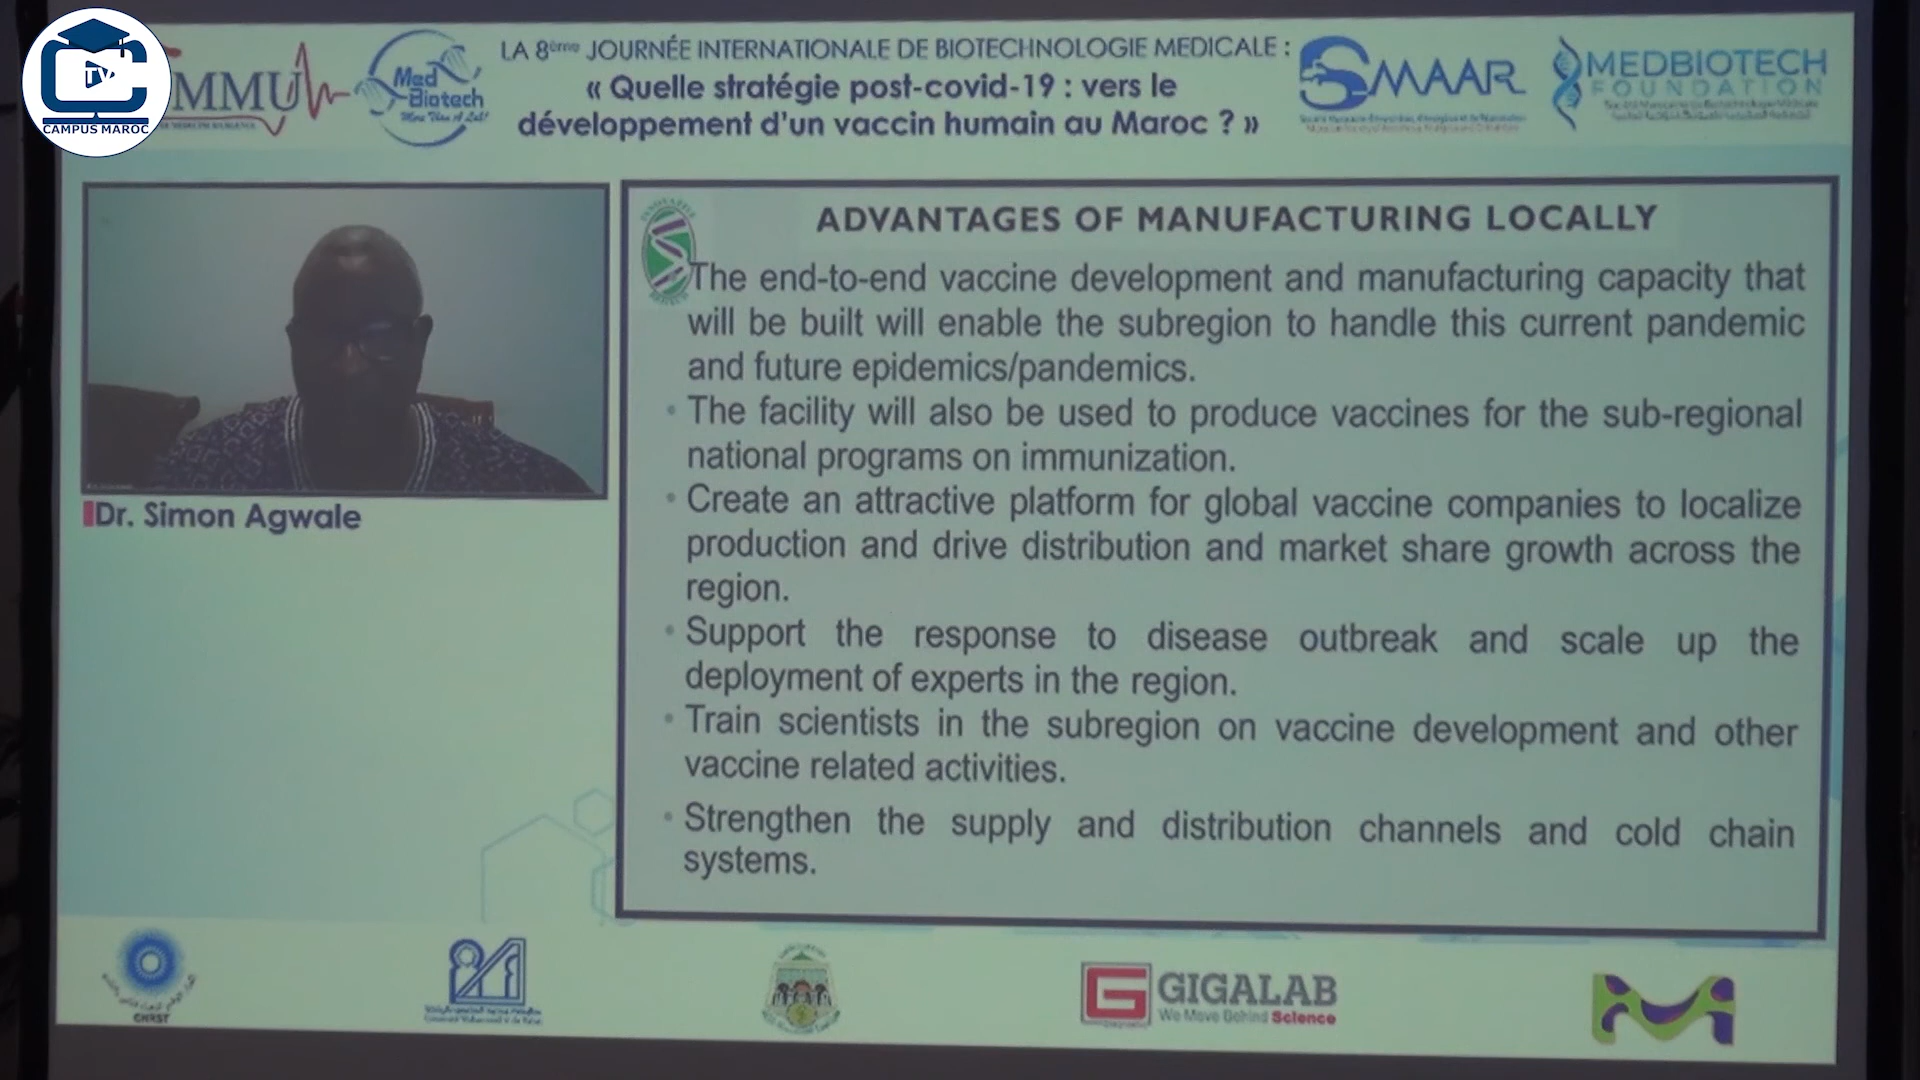 TV
CAMPUS MAROC
MMU
Med
Biotech
More Than A Lab!
LA 8ème JOURNÉE INTERNATIONALE DE BIOTECHNOLOGIE MEDICALE :
« Quelle stratégie post-covid-19 : vers le
développement d'un vaccin humain au Maroc ? »
SMAAR
MEDBIOTECH
FOUNDATION
Dr. Simon Agwale
ADVANTAGES OF MANUFACTURING LOCALLY
The end-to-end vaccine development and manufacturing capacity that
will be built will enable the subregion to handle this current pandemic
and future epidemics/pandemics.
• The facility will also be used to produce vaccines for the sub-regional
national programs on immunization.
• Create an attractive platform for global vaccine companies to localize
production and drive distribution and market share growth across the
region.
• Support the response to disease outbreak and scale up the
deployment of experts in the region.
• Train scientists in the subregion on vaccine development and other
vaccine related activities.
• Strengthen the supply and distribution channels and cold chain
systems.
CNRST
G
GIGALAB
We Move Behind Science